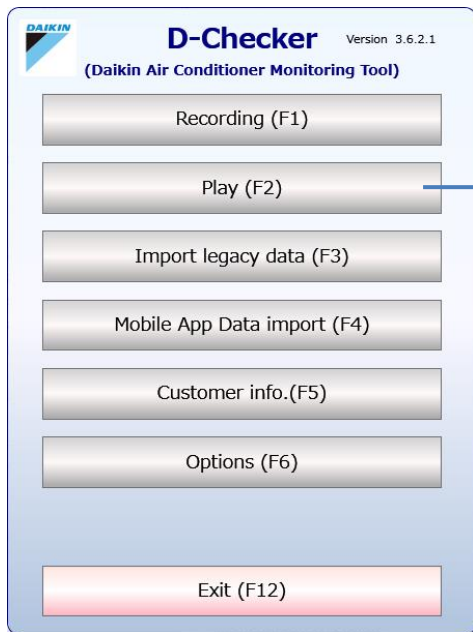 DAIKIN
D-Checker Version 3.6.2.1
(Daikin Air Conditioner Monitoring Tool)
Recording (F1)
Play (F2)
Import legacy data (F3)
Mobile App Data import (F4)
Customer info.(F5)
Options (F6)
Exit (F12)